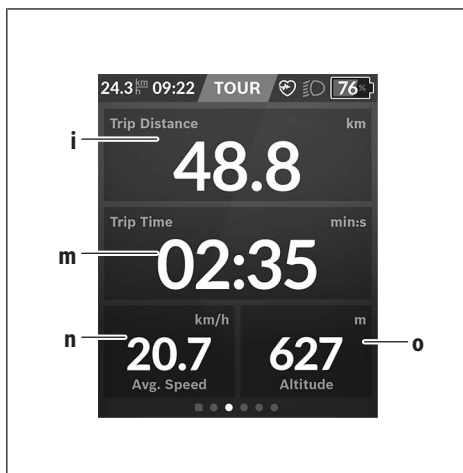 24.3 km/h 09:22 TOUR 76%
Trip Distance km
i
48.8
Trip Time min:s
m
02:35
km/h m
n
20.7 627
o
Avg. Speed Altitude